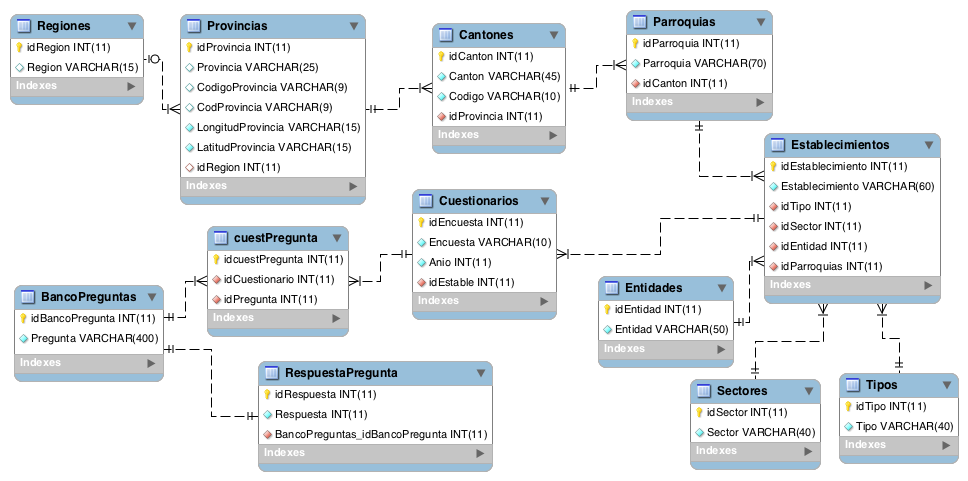 Regiones
idRegion INT(11)
Region VARCHAR(15)
Indexes
Provincias
idProvincia INT(11)
Provincia VARCHAR(25)
CodigoProvincia VARCHAR(9)
CodProvincia VARCHAR(9)
LongitudProvincia VARCHAR(15)
LatitudProvincia VARCHAR(15)
idRegion INT(11)
Indexes
Cantones
idCanton INT(11)
Canton VARCHAR(45)
Codigo VARCHAR(10)
idProvincia INT(11)
Indexes
Parroquias
idParroquia INT(11)
Parroquia VARCHAR(70)
idCanton INT(11)
Indexes
Establecimientos
idEstablecimiento INT(11)
Establecimiento VARCHAR(60)
idTipo INT(11)
idSector INT(11)
idEntidad INT(11)
idParroquias INT(11)
Indexes
Cuestionarios
idEncuesta INT(11)
Encuesta VARCHAR(10)
Anio INT(11)
idEstable INT(11)
Indexes
cuestPregunta
idcuestPregunta INT(11)
idCuestionario INT(11)
idPregunta INT(11)
Indexes
BancoPreguntas
idBancoPregunta INT(11)
Pregunta VARCHAR(400)
Indexes
Entidades
idEntidad INT(11)
Entidad VARCHAR(50)
Indexes
RespuestaPregunta
idRespuesta INT(11)
Respuesta INT(11)
BancoPreguntas_idBancoPregunta INT(11)
Indexes
Sectores
idSector INT(11)
Sector VARCHAR(40)
Indexes
Tipos
idTipo INT(11)
Tipo VARCHAR(40)
Indexes